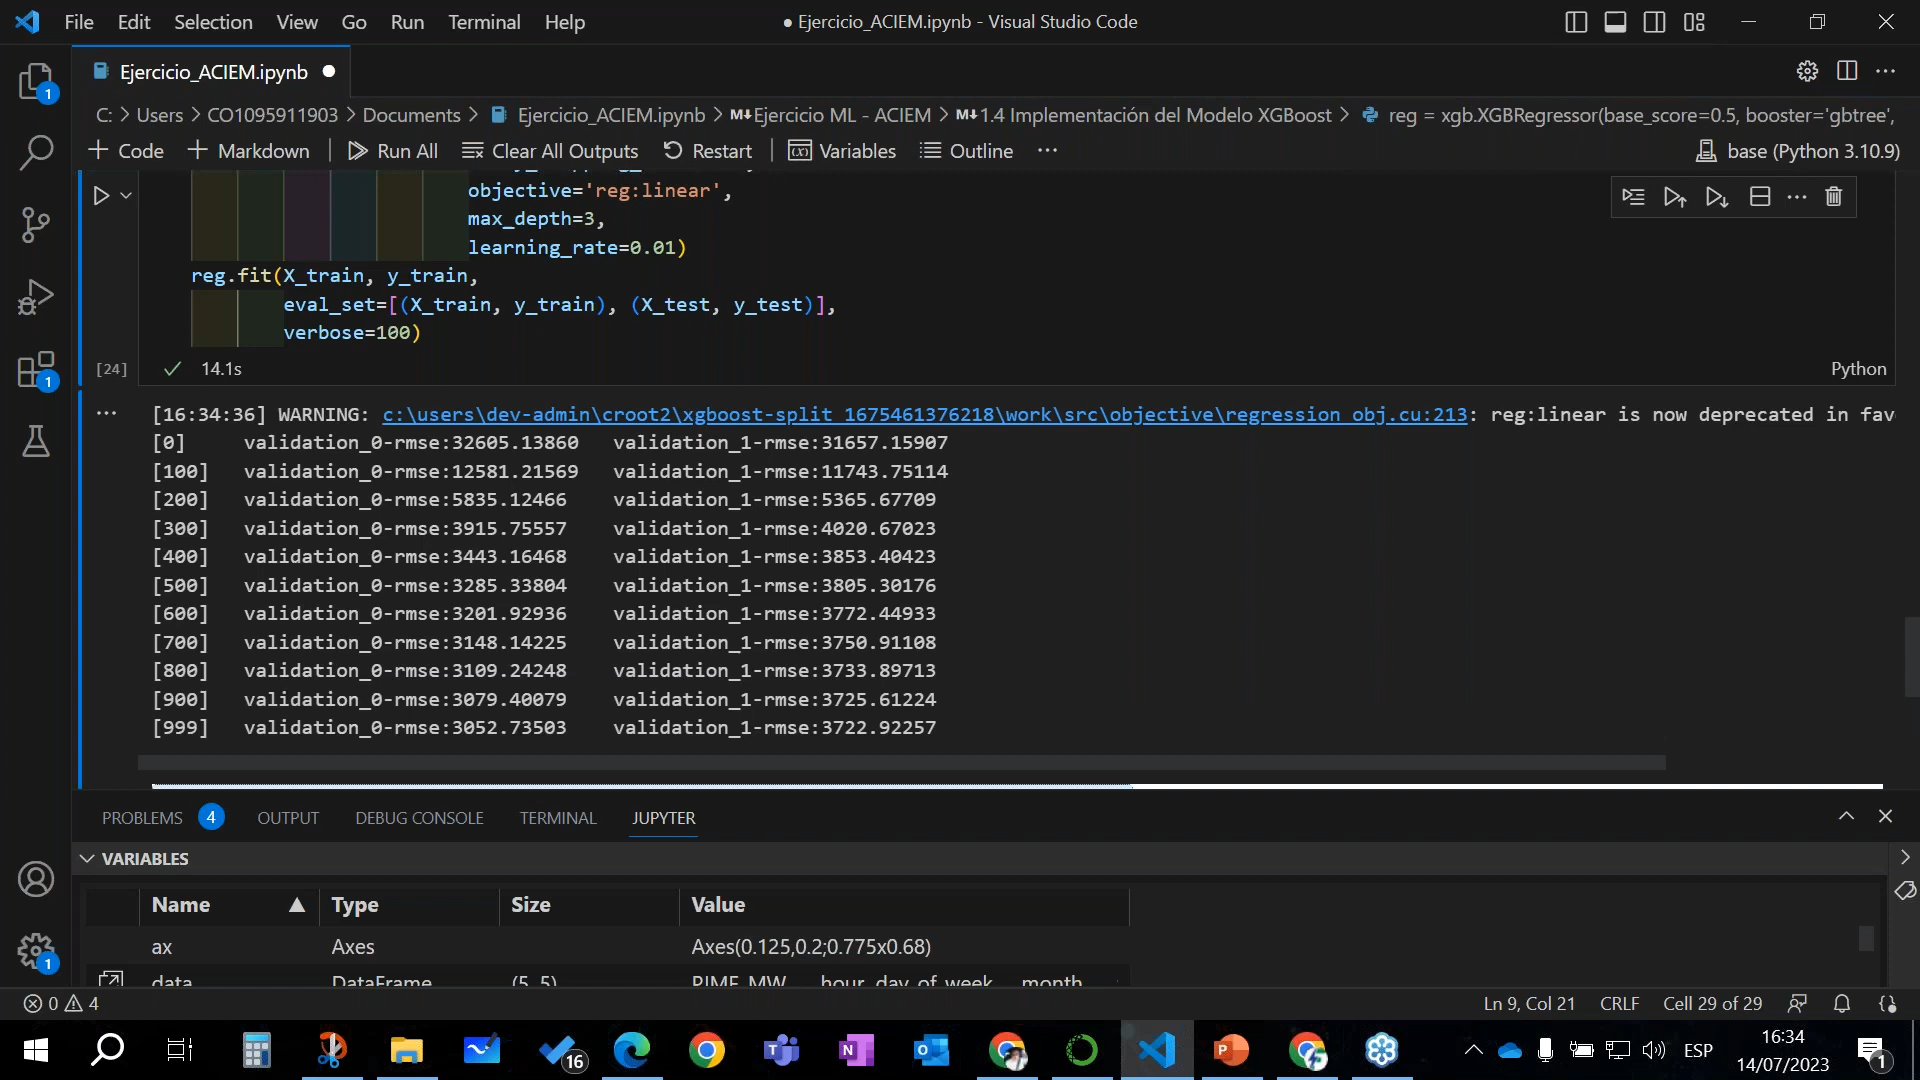 File Edit Selection View Go Run Terminal Help
● Ejercicio_ACIEM.ipynb - Visual Studio Code
Ejercicio_ACIEM.ipynb ●
C: > Users > CO1095911903 > Documents > Ejercicio_ACIEM.ipynb > M↓Ejercicio ML - ACIEM > M↓1.4 Implementación del Modelo XGBoost > reg = xgb.XGBRegressor(base_score=0.5, booster='gbtree',
+ Code + Markdown | Run All Clear All Outputs Restart | Variables Outline ···
base (Python 3.10.9)
objective='reg:linear',
max_depth=3,
learning_rate=0.01)
reg.fit(X_train, y_train,
eval_set=[(X_train, y_train), (X_test, y_test)],
verbose=100)
[24] ✓ 14.1s
Python
[16:34:36] WARNING: c:\users\dev-admin\croot2\xgboost-split_1675461376218\work\src\objective\regression_obj.cu:213: reg:linear is now deprecated in fav
[0] validation_0-rmse:32605.13860 validation_1-rmse:31657.15907
[100] validation_0-rmse:12581.21569 validation_1-rmse:11743.75114
[200] validation_0-rmse:5835.12466 validation_1-rmse:5365.67709
[300] validation_0-rmse:3915.75557 validation_1-rmse:4020.67023
[400] validation_0-rmse:3443.16468 validation_1-rmse:3853.40423
[500] validation_0-rmse:3285.33804 validation_1-rmse:3805.30176
[600] validation_0-rmse:3201.92936 validation_1-rmse:3772.44933
[700] validation_0-rmse:3148.14225 validation_1-rmse:3750.91108
[800] validation_0-rmse:3109.24248 validation_1-rmse:3733.89713
[900] validation_0-rmse:3079.40079 validation_1-rmse:3725.61224
[999] validation_0-rmse:3052.73503 validation_1-rmse:3722.92257
PROBLEMS 4 OUTPUT DEBUG CONSOLE TERMINAL JUPYTER
VARIABLES
Name Type Size Value
ax Axes Axes(0.125,0.2;0.775x0.68)
data DataFrame (5, 5) PIME_MW hour day_of_week month
0 4
Ln 9, Col 21 CRLF Cell 29 of 29
16
ESP
16:34
14/07/2023
1